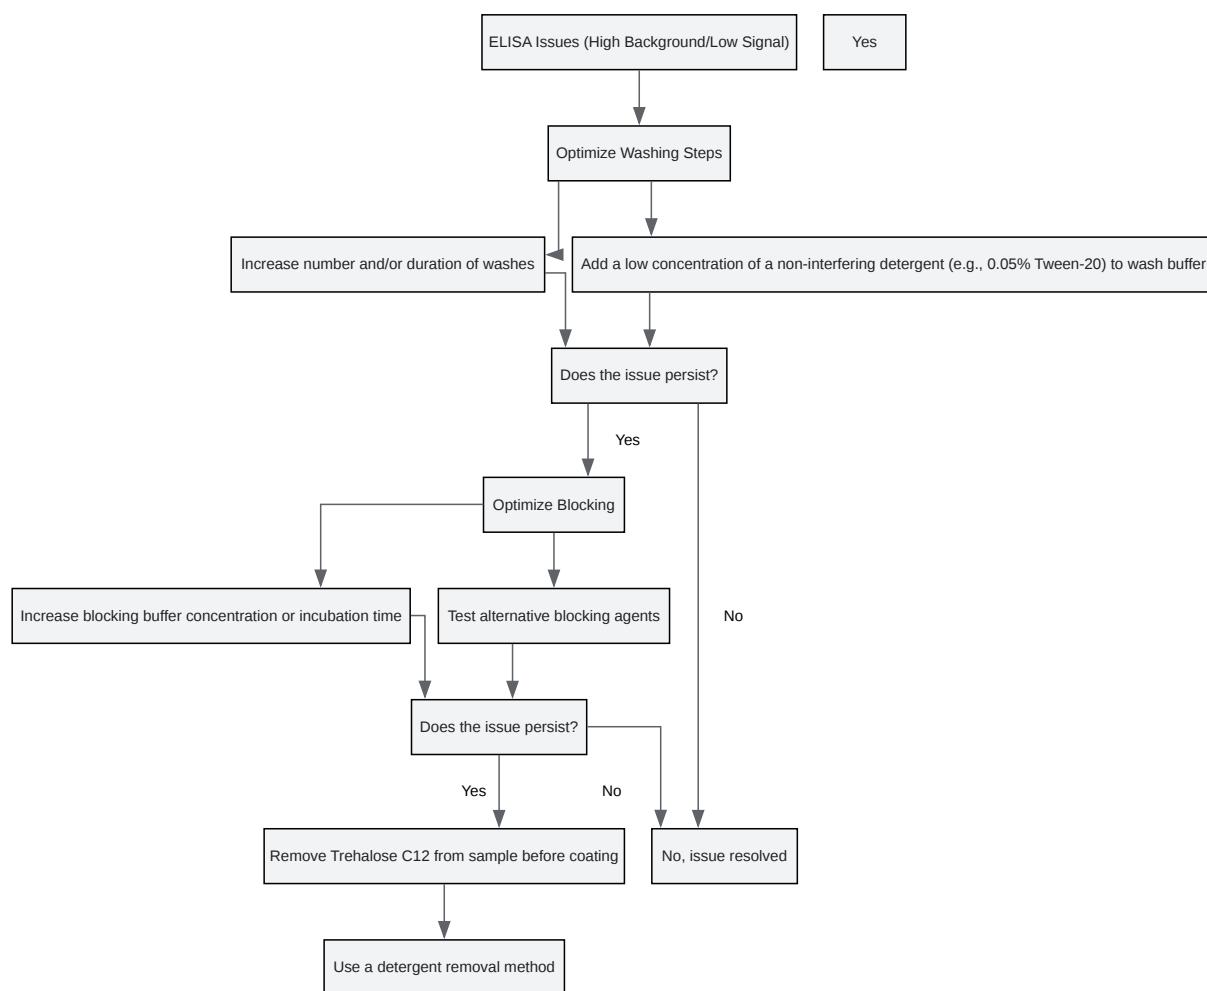 ELISA Issues (High Background/Low Signal)
Yes
Optimize Washing Steps
Increase number and/or duration of washes
Add a low concentration of a non-interfering detergent (e.g., 0.05% Tween-20) to wash buffer
Does the issue persist?
Yes
Optimize Blocking
Increase blocking buffer concentration or incubation time
Test alternative blocking agents
No
Does the issue persist?
Yes
No
Remove Trehalose C12 from sample before coating
No, issue resolved
Use a detergent removal method